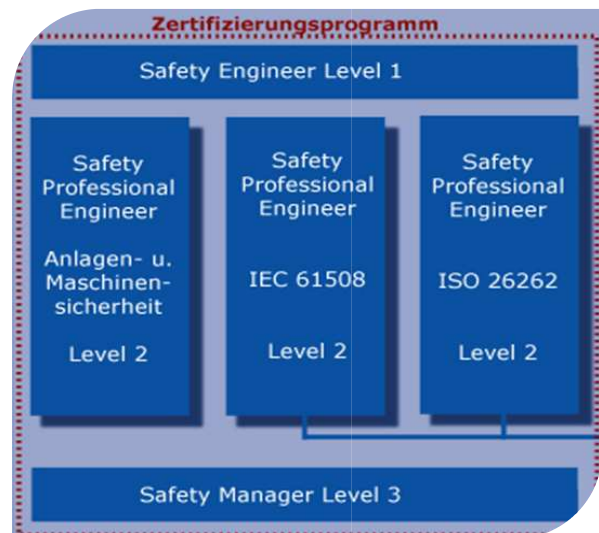 Zertifizierungsprogramm
Safety Engineer Level 1
Safety
Professional
Engineer
Anlagen- u.
Maschinen-
sicherheit
Level 2
Safety
Professional
Engineer
IEC 61508
Level 2
Safety
Professional
Engineer
ISO 26262
Level 2
Safety Manager Level 3